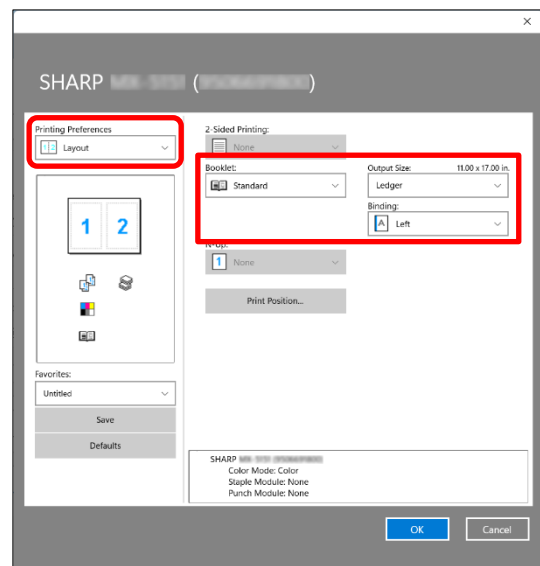 SHARP ( )
Printing Preferences
Layout
1 2
Favorites:
Untitled
Save
Defaults
2-Sided Printing:
None
Booklet:
Standard
Output Size: 11.00 x 17.00 in.
Ledger
Binding:
A Left
N-Up:
1 None
Print Position...
SHARP
Color Mode: Color
Staple Module: None
Punch Module: None
OK Cancel